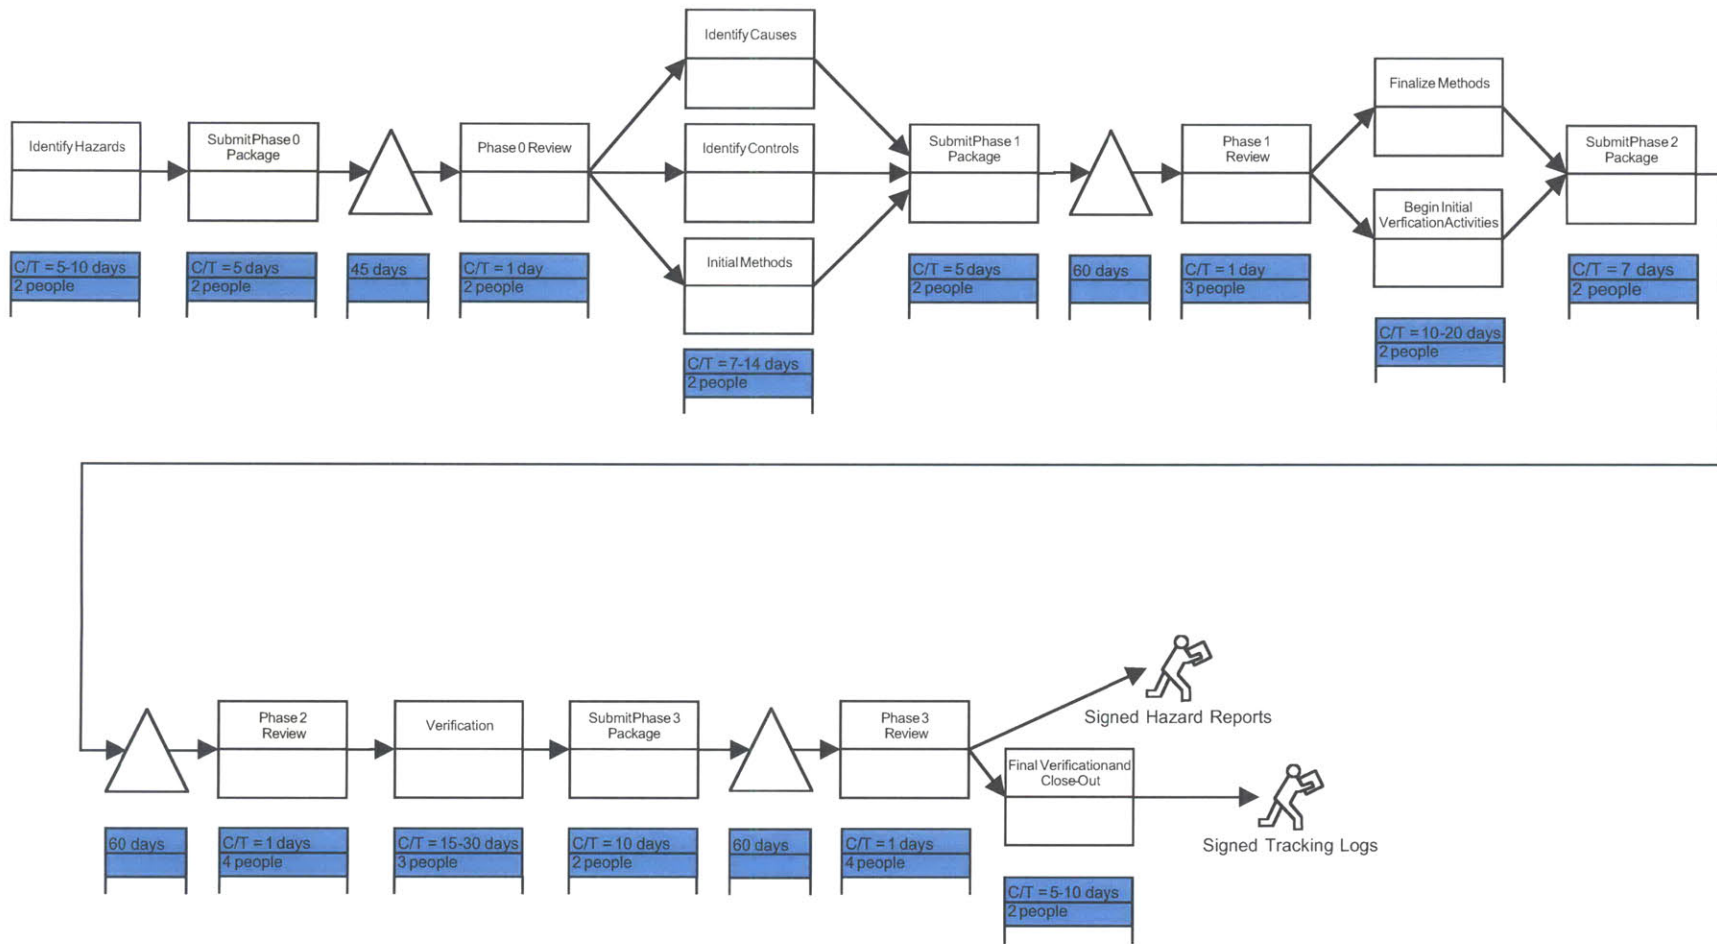 Identify Hazards
Submit Phase 0
Package
Phase 0 Review
Identify Causes
Identify Controls
Initial Methods
Submit Phase 1
Package
Phase 1
Review
Finalize Methods
Begin Initial
Verfication Activities
Submit Phase 2
Package
C/T = 5-10 days
2 people
C/T = 5 days
2 people
45 days
C/T = 1 day
2 people
C/T = 7-14 days
2 people
C/T = 5 days
2 people
60 days
C/T = 1 day
3 people
C/T = 10-20 days
2 people
C/T = 7 days
2 people
Phase 2
Review
Verification
Submit Phase 3
Package
Phase 3
Review
Signed Hazard Reports
Final Verification and
Close-Out
Signed Tracking Logs
60 days
C/T = 1 days
4 people
C/T = 15-30 days
3 people
C/T = 10 days
2 people
60 days
C/T = 1 days
4 people
C/T = 5-10 days
2 people